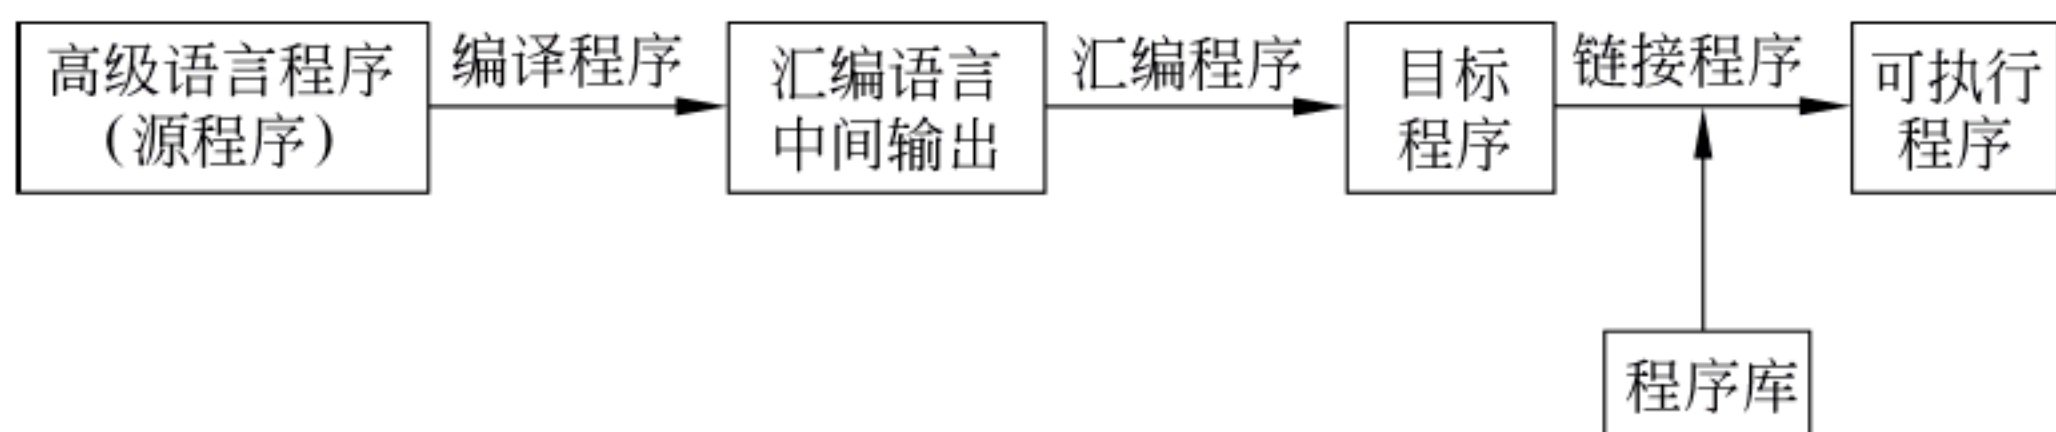 高级语言程序
(源程序)
编译程序
汇编语言
中间输出
汇编程序
目标
程序
链接程序
可执行
程序
程序库